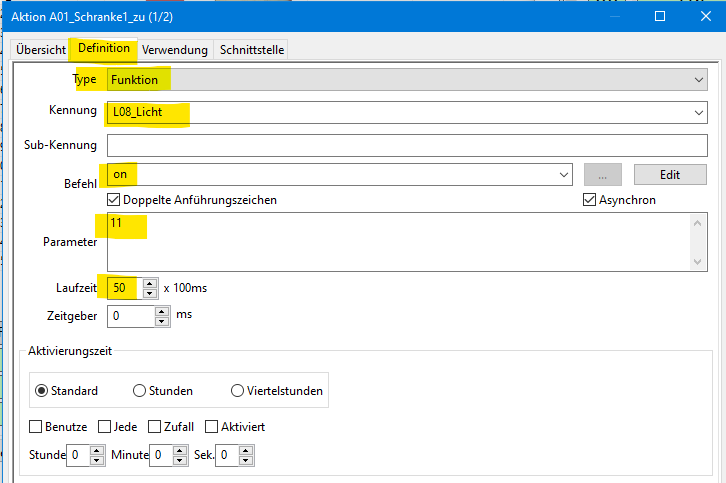 Aktion A01_Schranke1_zu (1/2)
Übersicht Definition Verwendung Schnittstelle
Type Funktion
Kennung L08_Licht
Sub-Kennung
Befehl on ... Edit
Doppelte Anführungszeichen Asynchron
Parameter 11
Laufzeit 50 x 100ms
Zeitgeber 0 ms
Aktivierungszeit
Standard Stunden Viertelstunden
Benutze Jede Zufall Aktiviert
Stunde 0 Minute 0 Sek. 0